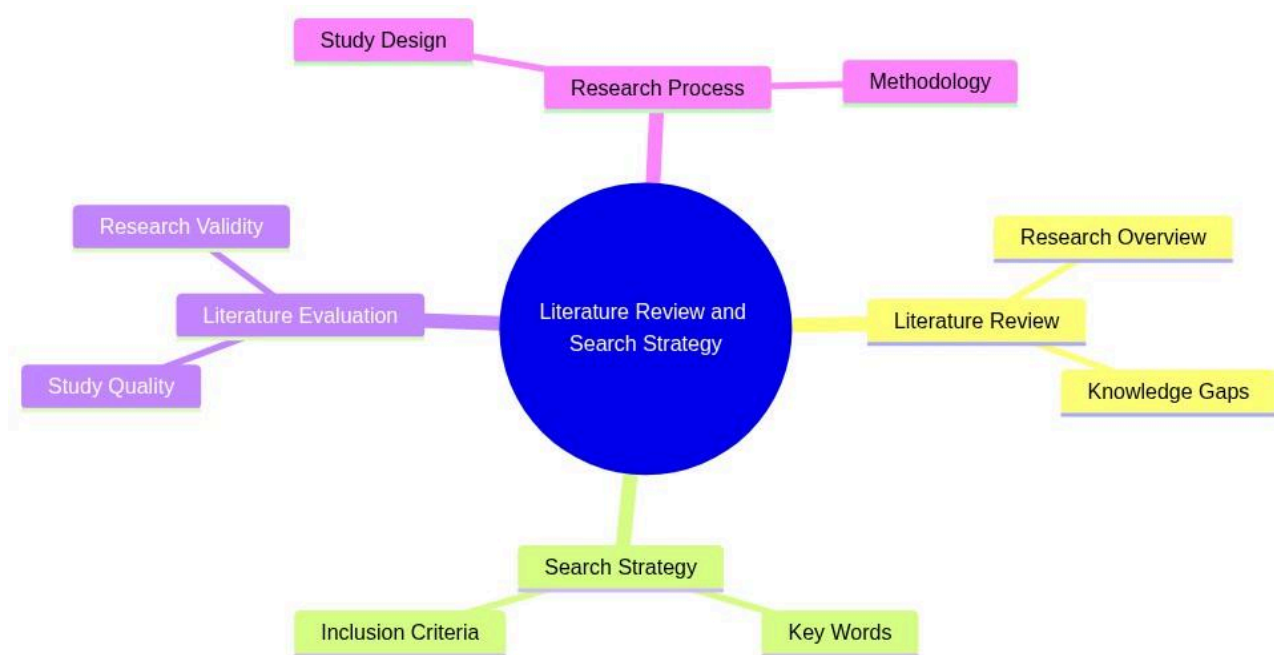 Study Design
Research Process
Methodology
Research Validity
Research Overview
Literature Evaluation
Literature Review and
Search Strategy
Literature Review
Study Quality
Knowledge Gaps
Search Strategy
Inclusion Criteria
Key Words